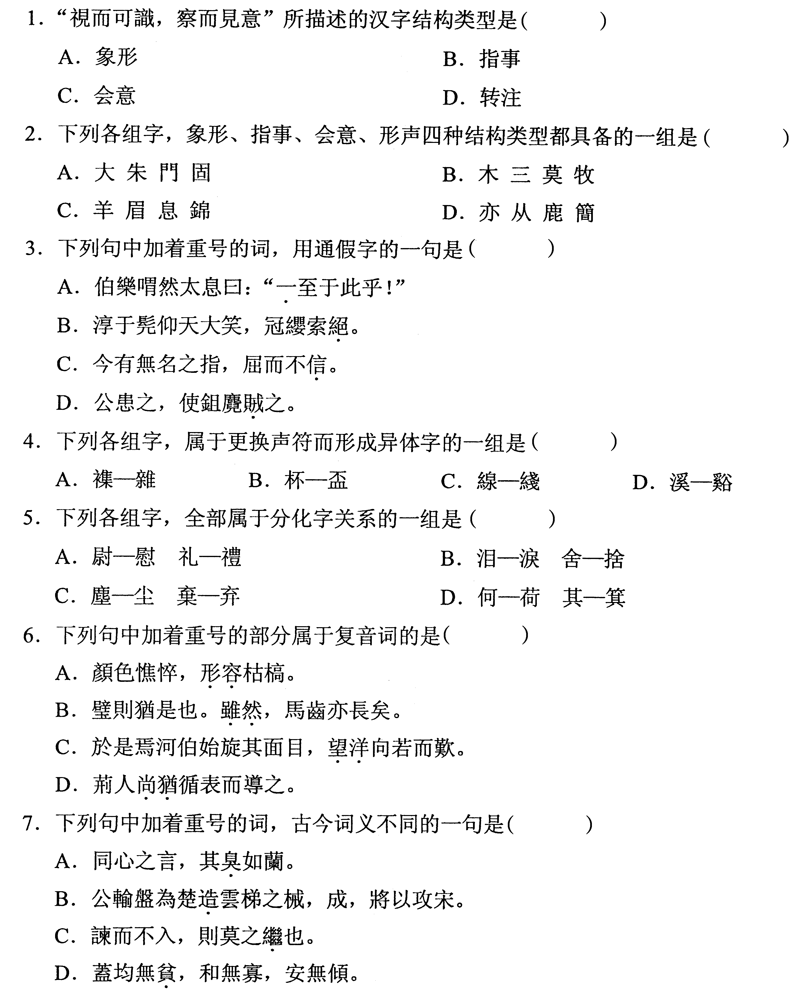 1. “視而可識，察而見意”所描述的汉字结构类型是( )
A. 象形 B. 指事
C. 会意 D. 转注
2. 下列各组字，象形、指事、会意、形声四种结构类型都具备的一组是( )
A. 大 朱 門 固 B. 木 三 莫 牧
C. 羊 眉 息 錦 D. 亦 从 鹿 簡
3. 下列句中加着重号的词，用通假字的一句是( )
A. 伯樂喟然太息曰：“一至于此乎！”
B. 淳于髡仰天大笑，冠纓索絕。
C. 今有無名之指，屈而不信。
D. 公患之，使鉏麑賊之。
4. 下列各组字，属于更换声符而形成异体字的一组是( )
A. 襍—雜 B. 杯—盃 C. 線—綫 D. 溪—谿
5. 下列各组字，全部属于分化字关系的一组是( )
A. 尉—慰 礼—禮 B. 泪—淚 舍—捨
C. 塵—尘 棄—弃 D. 何—荷 其—箕
6. 下列句中加着重号的部分属于复音词的是( )
A. 顏色憔悴，形容枯槁。
B. 璧則猶是也。雖然，馬齒亦長矣。
C. 於是焉河伯始旋其面目，望洋向若而歎。
D. 荊人尚猶循表而導之。
7. 下列句中加着重号的词，古今词义不同的一句是( )
A. 同心之言，其臭如蘭。
B. 公輸盤為楚造雲梯之械，成，將以攻宋。
C. 諫而不入，則莫之繼也。
D. 蓋均無貧，和無寡，安無傾。